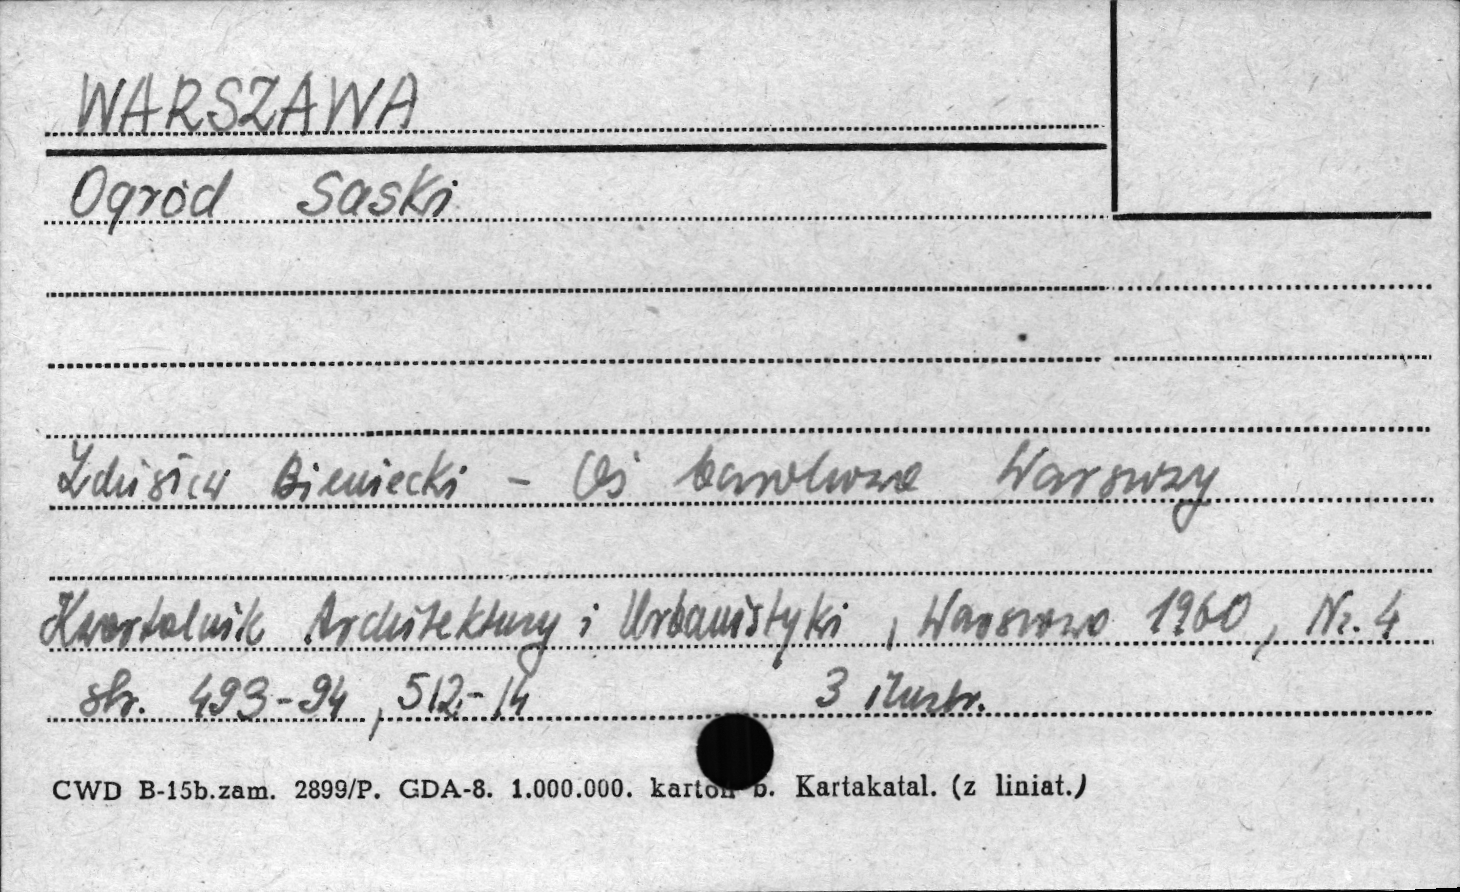 WARSZAWA
Ogród Saski
Zdzisław Bieniecki - Oś barokowa Warszawy
Kwartalnik Architektury i Urbanistyki, Warszawa 1960, Nr. 4
str. 493-94, 512-14 3 ilustr.
CWD B-15b.zam. 2899/P. GDA-8. 1.000.000. karton b. Kartakatal. (z liniat.)